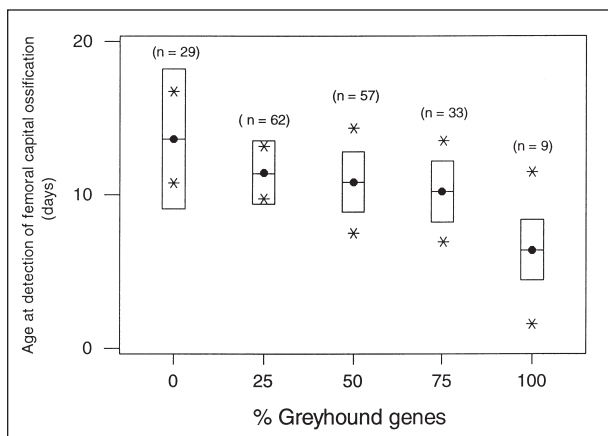 Age at detection of femoral capital ossification
(days)
20
10
0
(n = 29)
( n = 62)
(n = 57)
(n = 33)
(n = 9)
0 25 50 75 100
% Greyhound genes